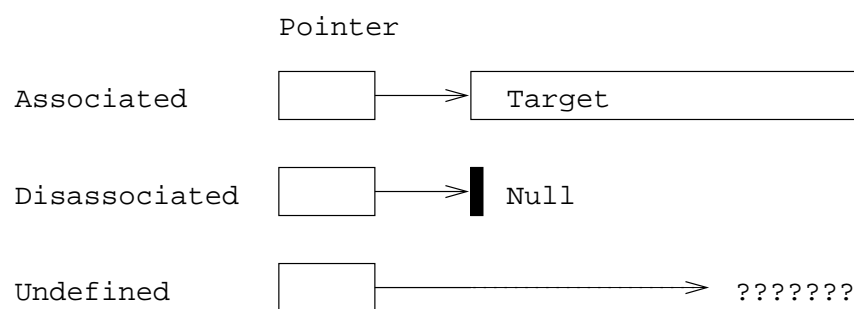 Pointer
Associated Target
Disassociated Null
Undefined ???????